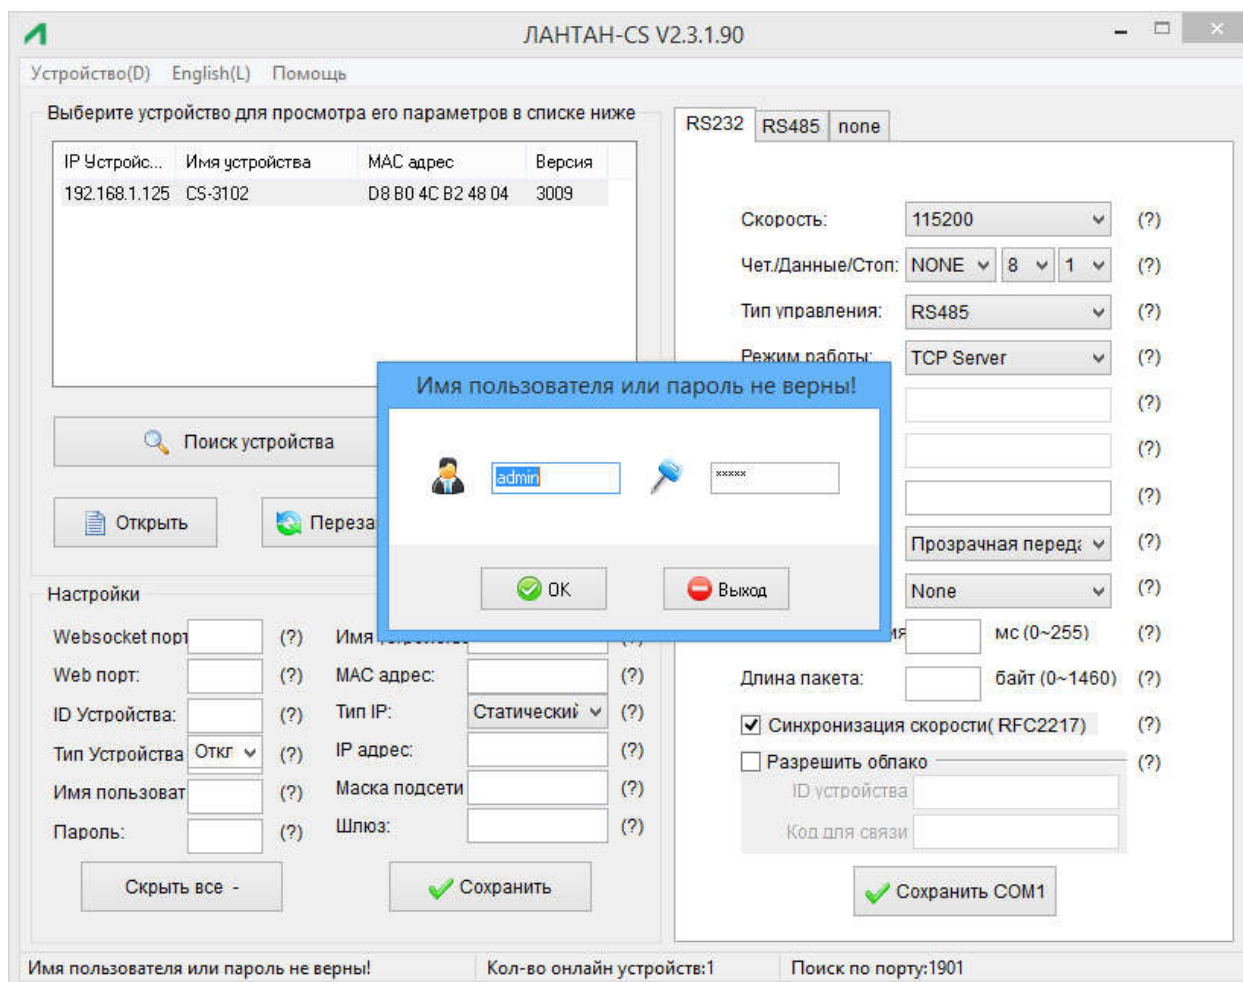 ЛАНТАН-CS V2.3.1.90
Устройство(D) English(L) Помощь
Выберите устройство для просмотра его параметров в списке ниже
IP Устройс... Имя устройства MAC адрес Версия
192.168.1.125 CS-3102 D8 B0 4C B2 48 04 3009
Поиск устройства
Открыть
Переза
Настройки
Websocket порт (?)
Web порт: (?)
ID Устройства: (?)
Тип Устройства Откл (?)
Имя пользоват (?)
Пароль: (?)
MAC адрес: (?)
Тип IP: Статический (?)
IP адрес: (?)
Маска подсети (?)
Шлюз: (?)
Скрыть все -
Сохранить
RS232 RS485 none
Скорость: 115200 (?)
Чет./Данные/Стоп: NONE 8 1 (?)
Тип управления: RS485 (?)
Режим работы: TCP Server (?)
(?)
(?)
(?)
Прозрачная переда (?)
None (?)
мс (0~255) (?)
Длина пакета: байт (0~1460) (?)
Синхронизация скорости( RFC2217) (?)
Разрешить облако (?)
ID устройства
Код для связи
Сохранить COM1
Имя пользователя или пароль не верны!
admin *****
OK Выход
Имя пользователя или пароль не верны! Кол-во онлайн устройств:1 Поиск по порту:1901